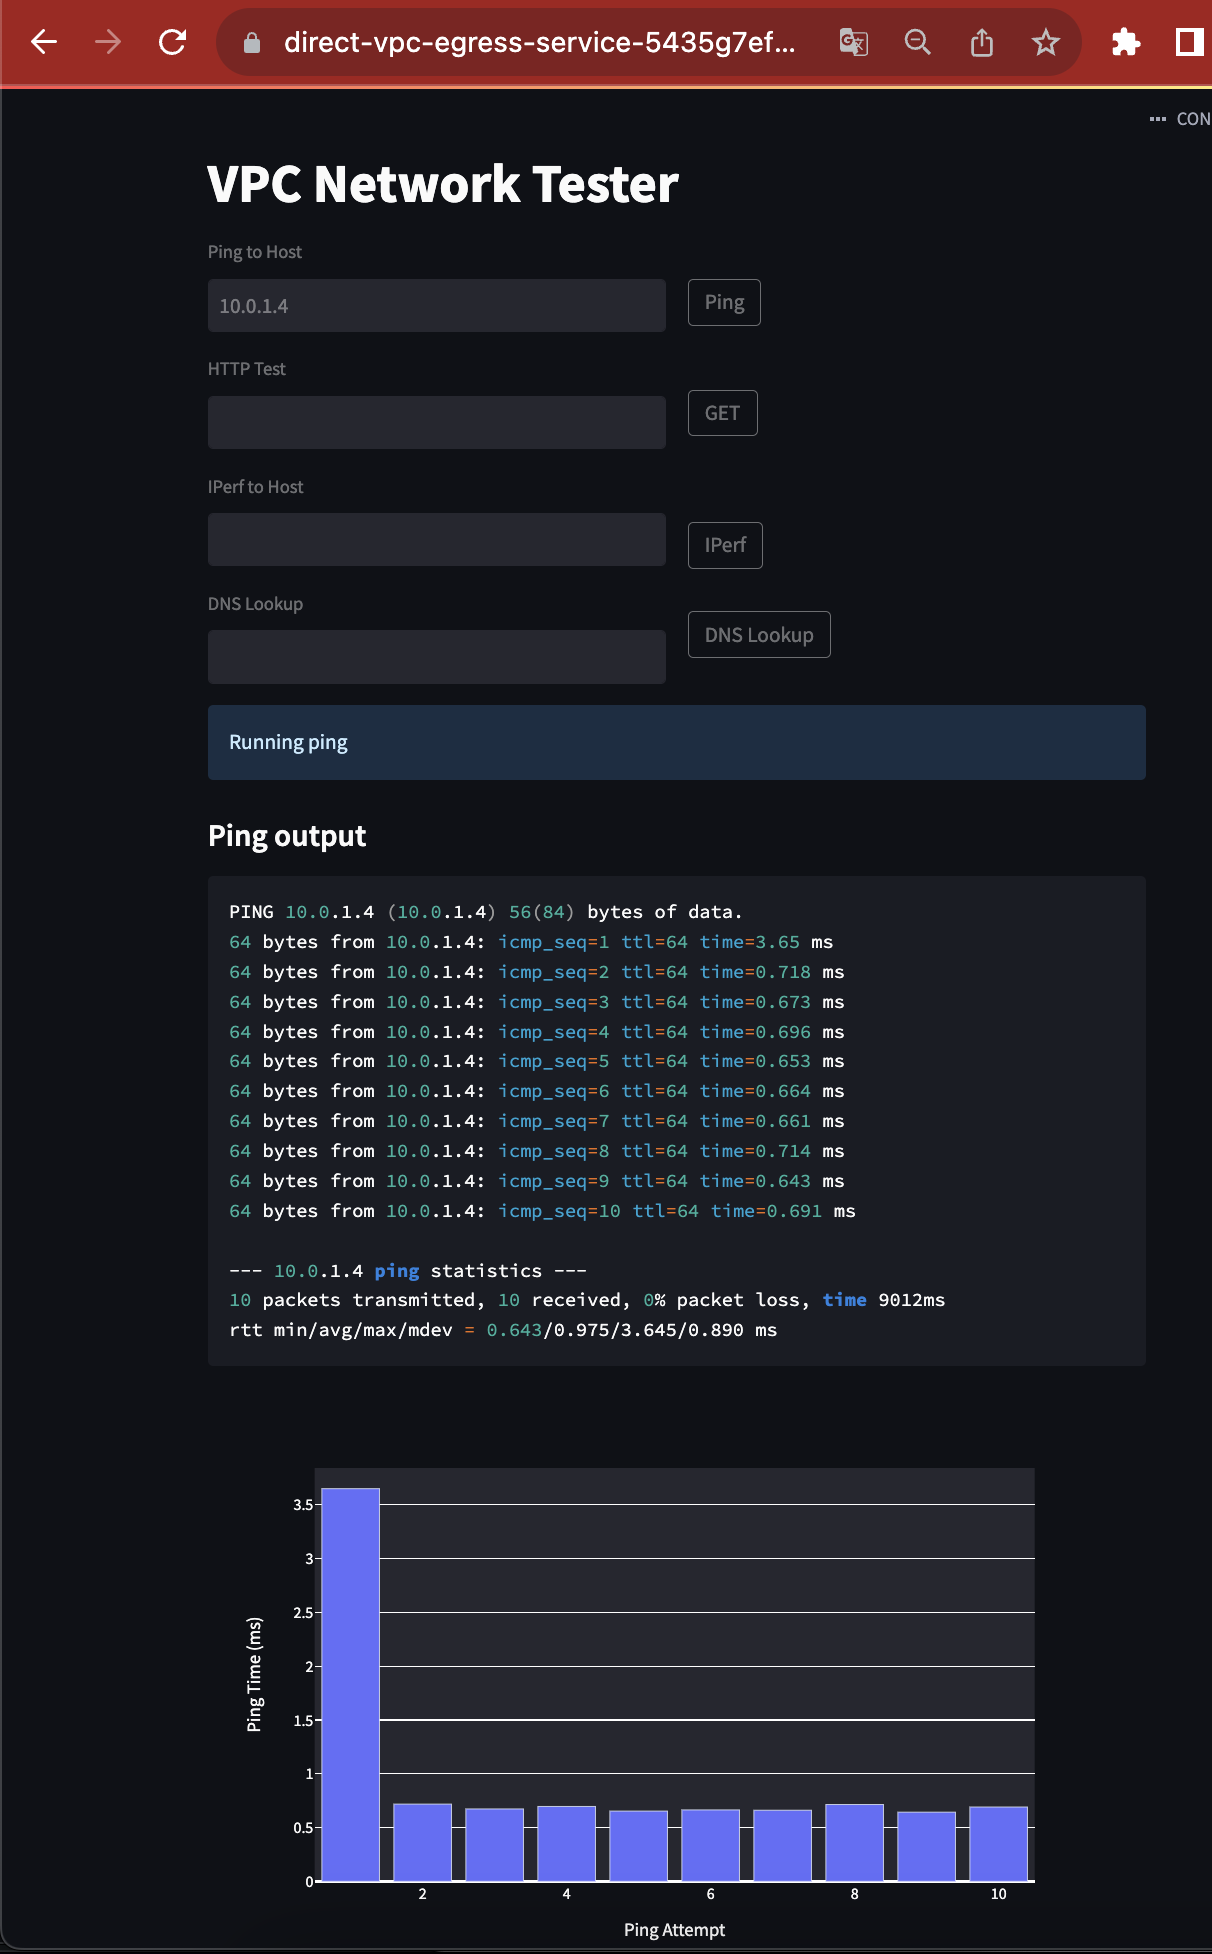 direct-vpc-egress-service-5435g7ef...
CON
VPC Network Tester
Ping to Host
10.0.1.4
Ping
HTTP Test
GET
IPerf to Host
IPerf
DNS Lookup
DNS Lookup
Running ping
Ping output
PING 10.0.1.4 (10.0.1.4) 56(84) bytes of data.
64 bytes from 10.0.1.4: icmp_seq=1 ttl=64 time=3.65 ms
64 bytes from 10.0.1.4: icmp_seq=2 ttl=64 time=0.718 ms
64 bytes from 10.0.1.4: icmp_seq=3 ttl=64 time=0.673 ms
64 bytes from 10.0.1.4: icmp_seq=4 ttl=64 time=0.696 ms
64 bytes from 10.0.1.4: icmp_seq=5 ttl=64 time=0.653 ms
64 bytes from 10.0.1.4: icmp_seq=6 ttl=64 time=0.664 ms
64 bytes from 10.0.1.4: icmp_seq=7 ttl=64 time=0.661 ms
64 bytes from 10.0.1.4: icmp_seq=8 ttl=64 time=0.714 ms
64 bytes from 10.0.1.4: icmp_seq=9 ttl=64 time=0.643 ms
64 bytes from 10.0.1.4: icmp_seq=10 ttl=64 time=0.691 ms
--- 10.0.1.4 ping statistics ---
10 packets transmitted, 10 received, 0% packet loss, time 9012ms
rtt min/avg/max/mdev = 0.643/0.975/3.645/0.890 ms
3.5
3
2.5
2
1.5
1
0.5
0
Ping Time (ms)
2
4
6
8
10
Ping Attempt